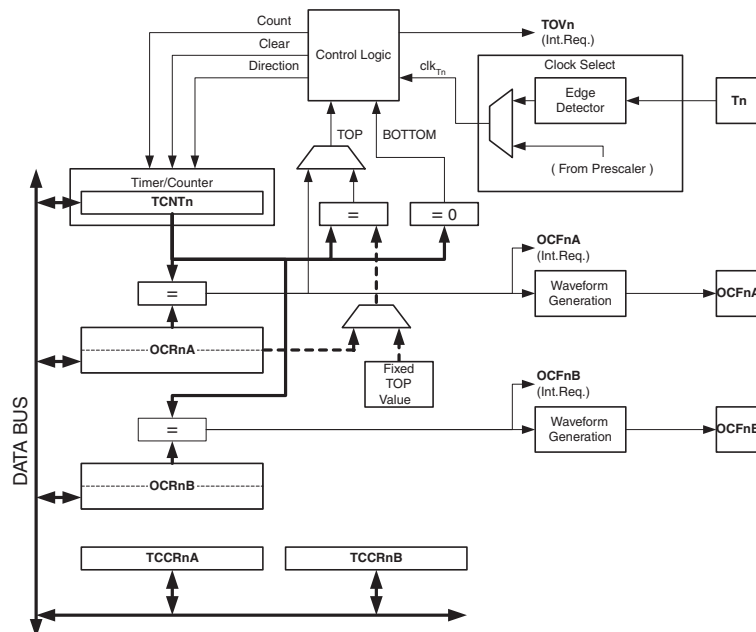 Count
Clear
Direction
Control Logic
TOVn
(Int.Req.)
clkTn
Clock Select
Edge
Detector
Tn
( From Prescaler )
TOP
BOTTOM
Timer/Counter
TCNTn
=
= 0
OCFnA
(Int.Req.)
=
Waveform
Generation
OCFnA
OCRnA
Fixed
TOP
Value
OCFnB
(Int.Req.)
=
Waveform
Generation
OCFnB
OCRnB
DATA BUS
TCCRnA
TCCRnB